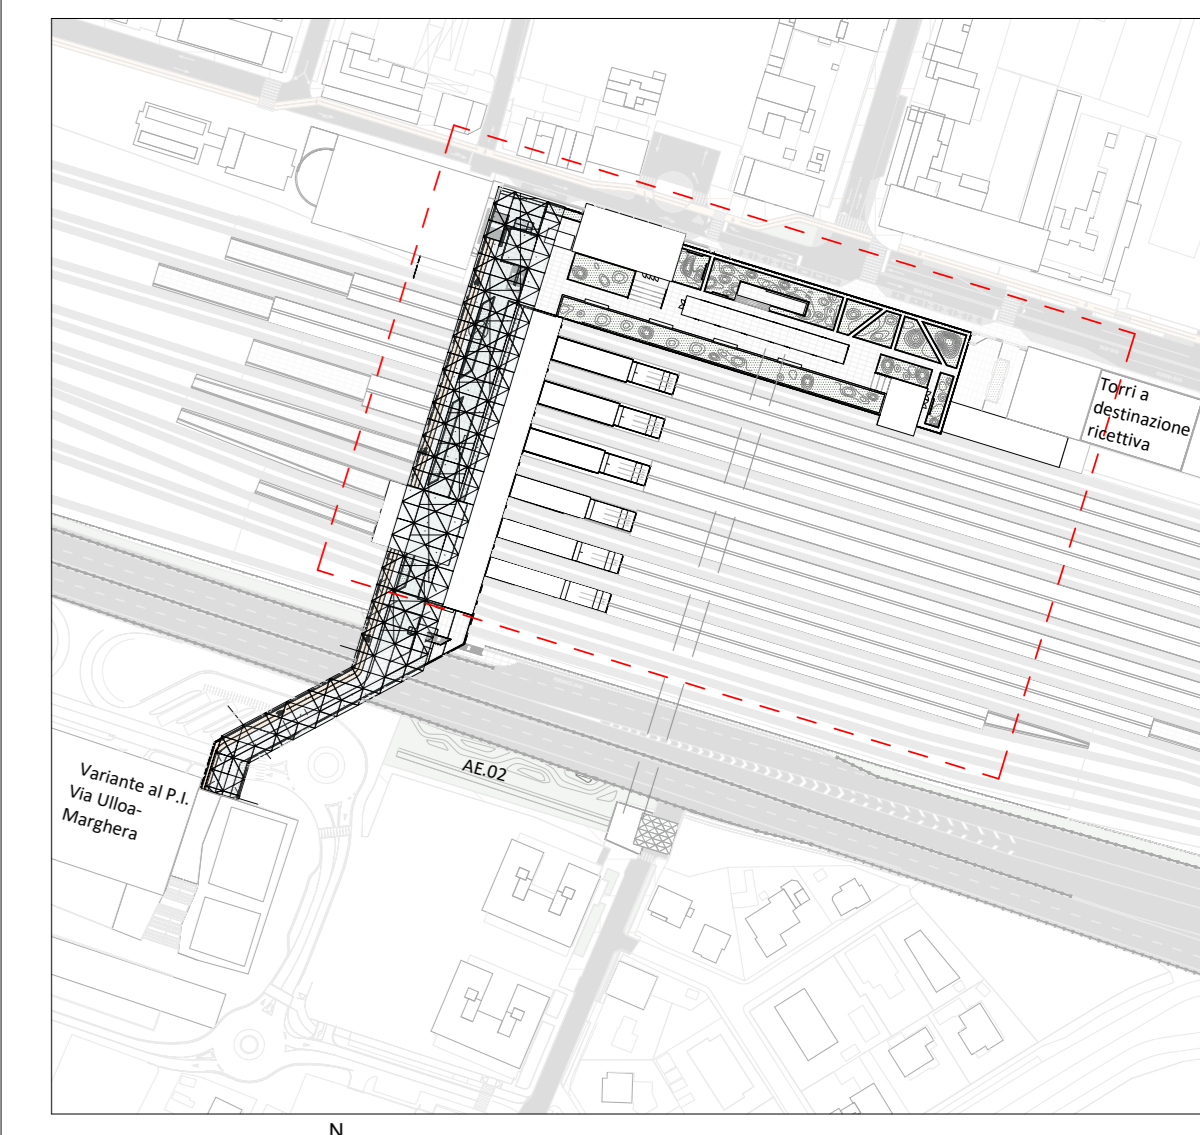 Torri a
destinazione
ricettiva
AE.02
Variante al P.I.
Via Ulloa-
Marghera
N